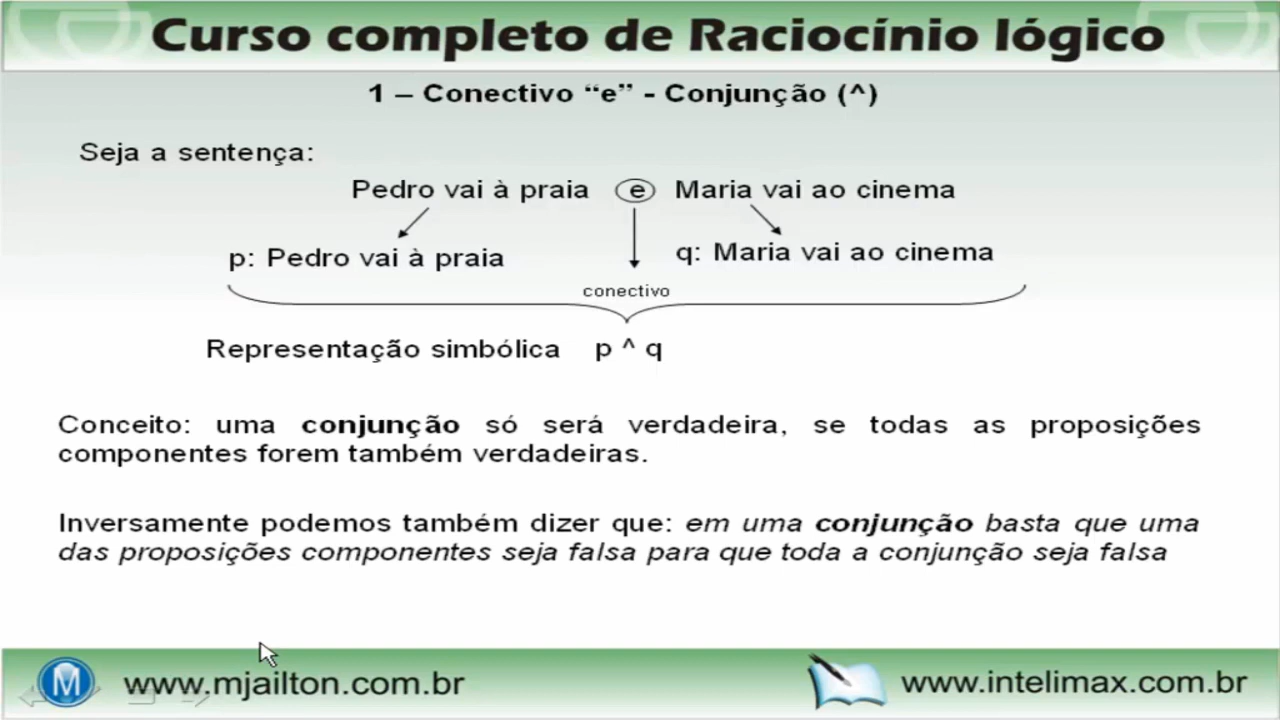 Curso completo de Raciocínio lógico
1 – Conectivo “e” - Conjunção (^)
Seja a sentença:
Pedro vai à praia e Maria vai ao cinema
p: Pedro vai à praia q: Maria vai ao cinema
conectivo
Representação simbólica p ^ q
Conceito: uma conjunção só será verdadeira, se todas as proposições
componentes forem também verdadeiras.
Inversamente podemos também dizer que: em uma conjunção basta que uma
das proposições componentes seja falsa para que toda a conjunção seja falsa
M www.mjailton.com.br www.intelimax.com.br